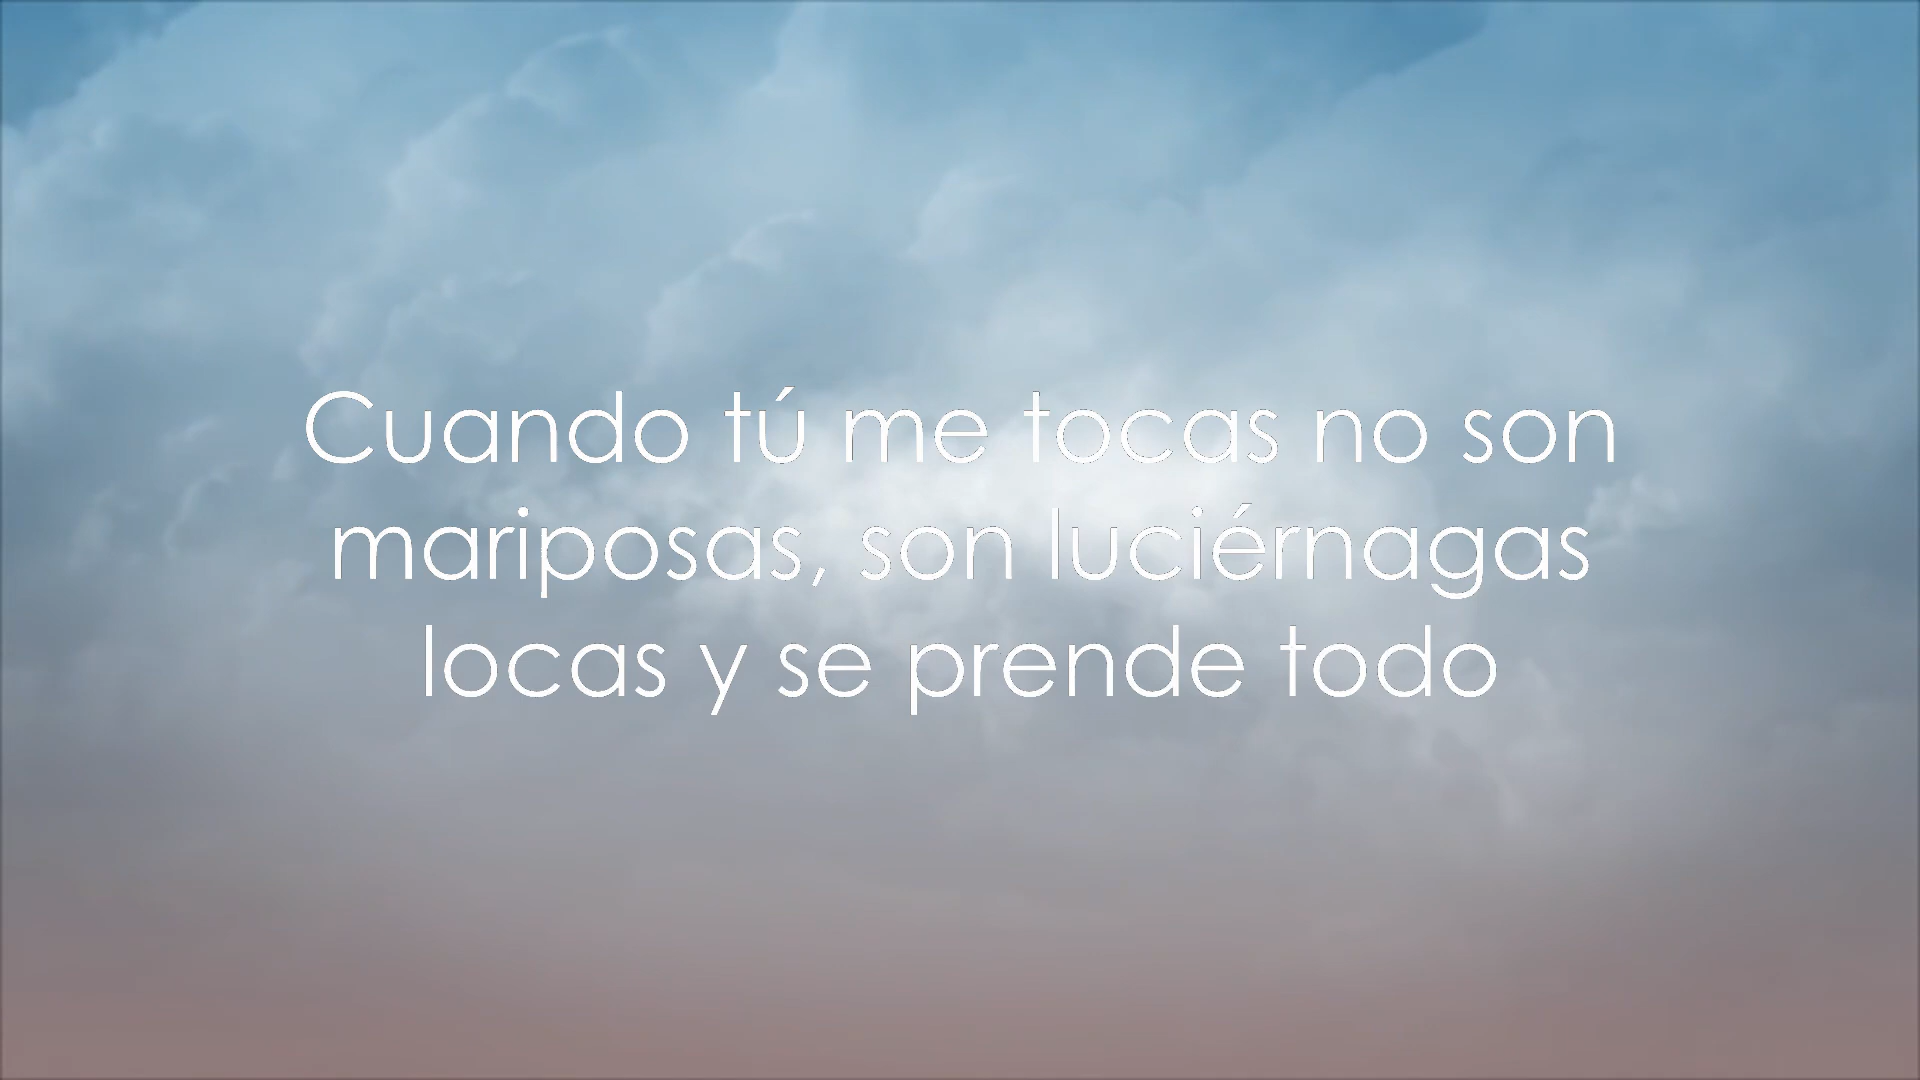 Cuando tú me tocas no son
mariposas, son luciérnagas
locas y se prende todo